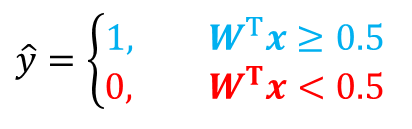 ŷ = { 1, 𝑾ᵀ𝒙 ≥ 0.5
0, 𝑾ᵀ𝒙 < 0.5